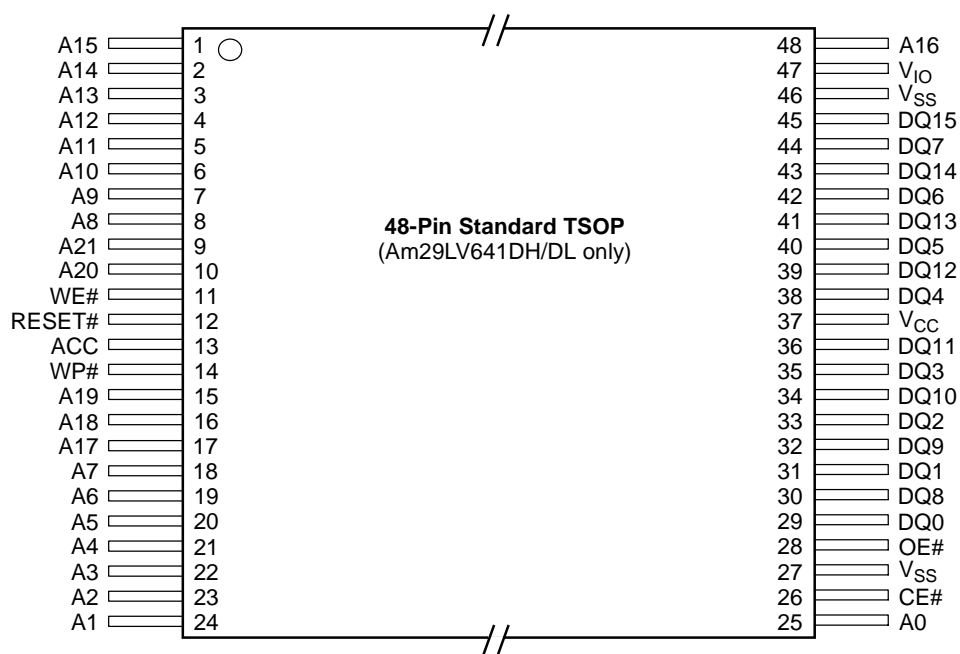 A15 1 48 A16
A14 2 47 VIO
A13 3 46 VSS
A12 4 45 DQ15
A11 5 44 DQ7
A10 6 43 DQ14
A9 7 42 DQ6
A8 8 41 DQ13
A21 9 40 DQ5
A20 10 39 DQ12
WE# 11 38 DQ4
RESET# 12 37 VCC
ACC 13 36 DQ11
WP# 14 35 DQ3
A19 15 34 DQ10
A18 16 33 DQ2
A17 17 32 DQ9
A7 18 31 DQ1
A6 19 30 DQ8
A5 20 29 DQ0
A4 21 28 OE#
A3 22 27 VSS
A2 23 26 CE#
A1 24 25 A0
48-Pin Standard TSOP
(Am29LV641DH/DL only)